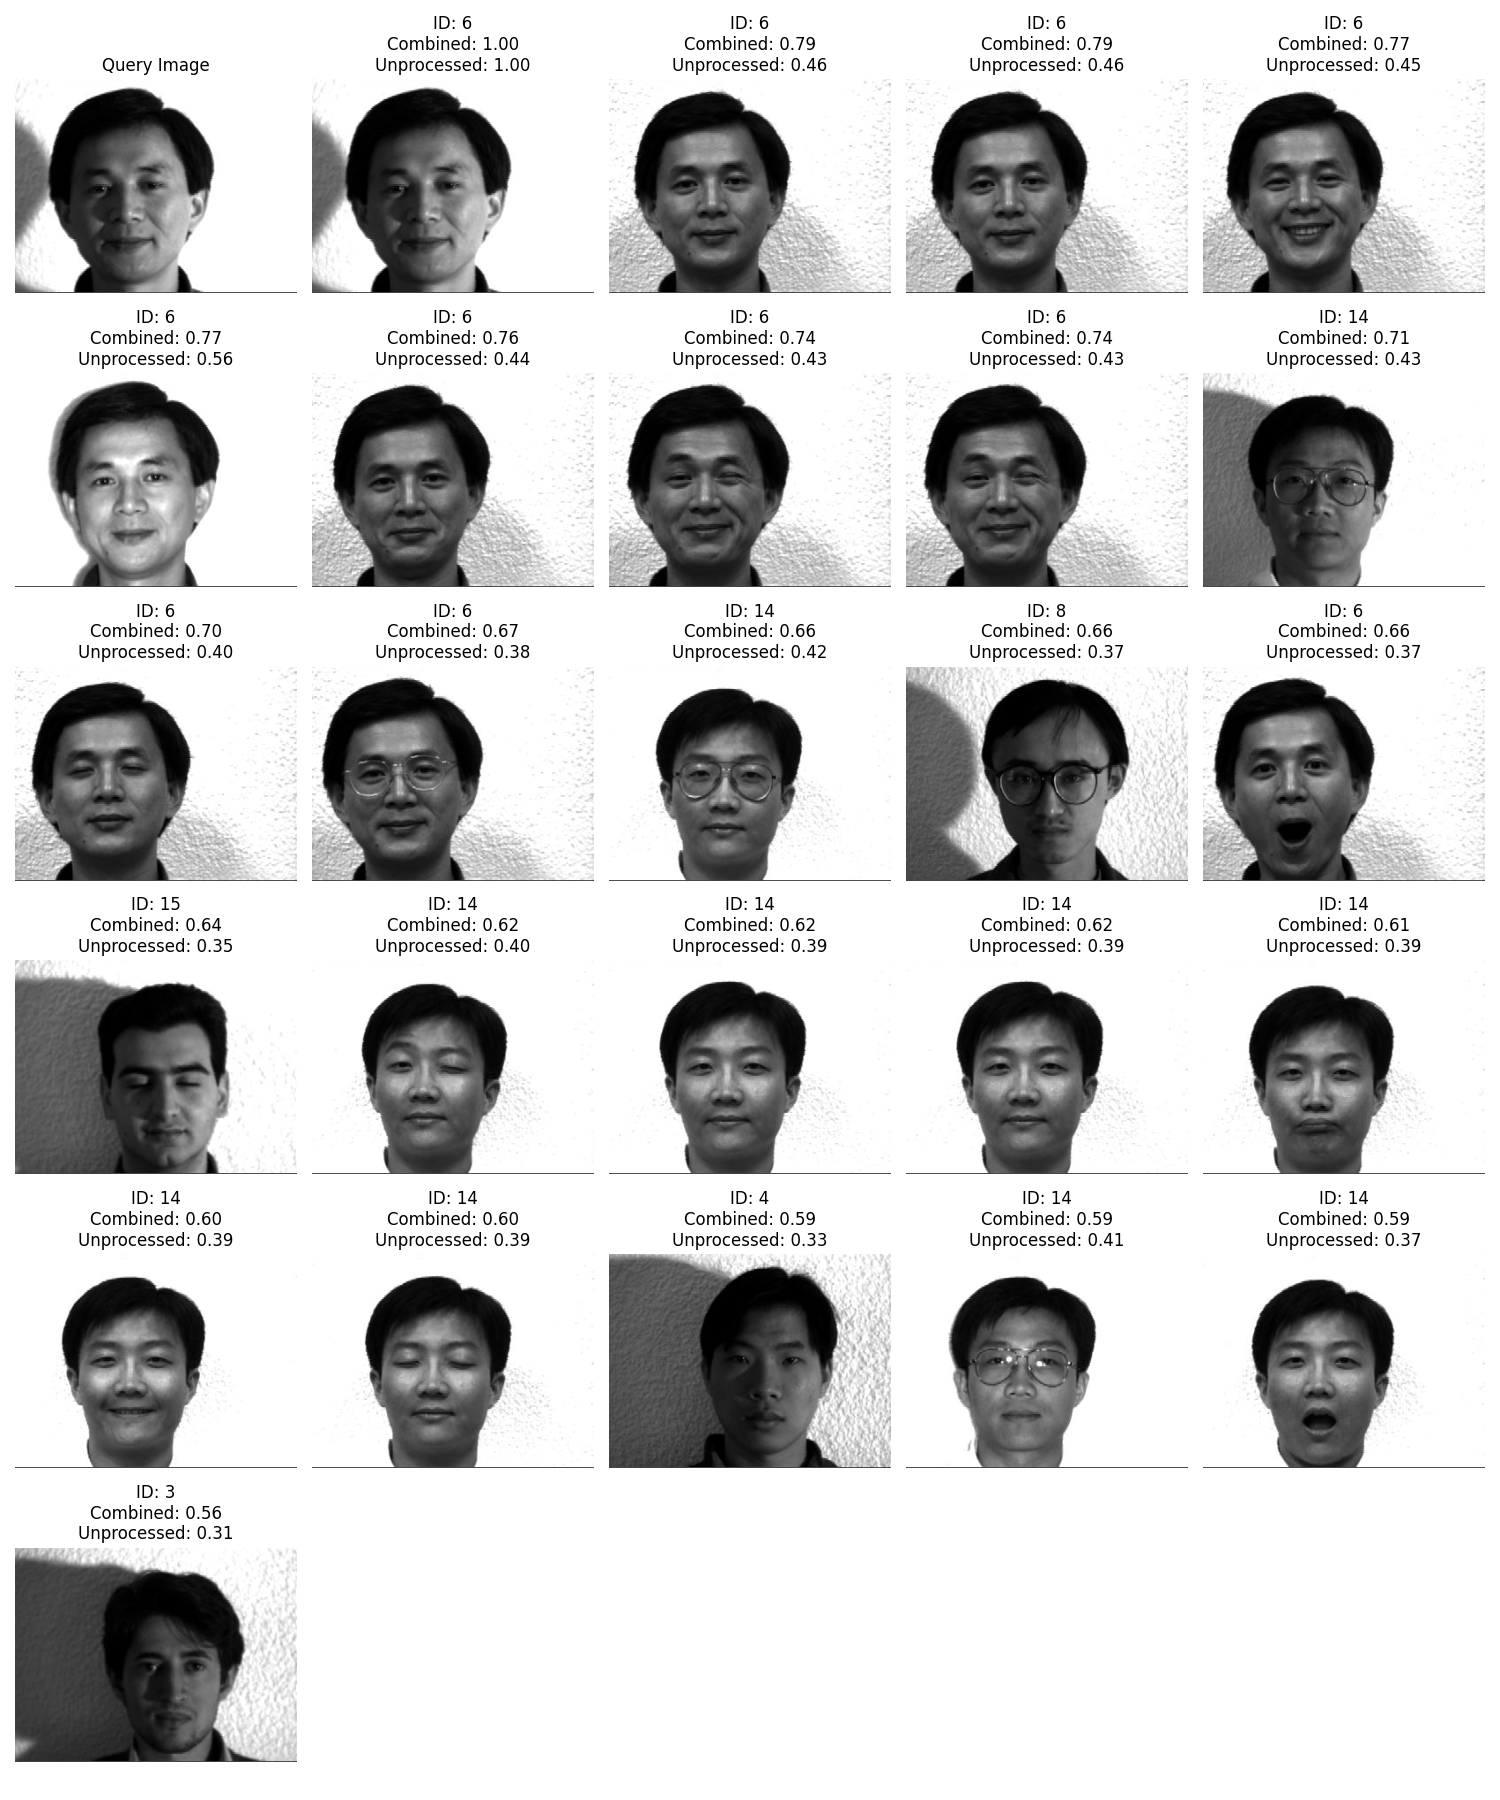 Query Image
ID: 6
Combined: 1.00
Unprocessed: 1.00
ID: 6
Combined: 0.79
Unprocessed: 0.46
ID: 6
Combined: 0.79
Unprocessed: 0.46
ID: 6
Combined: 0.77
Unprocessed: 0.45
ID: 6
Combined: 0.77
Unprocessed: 0.56
ID: 6
Combined: 0.76
Unprocessed: 0.44
ID: 6
Combined: 0.74
Unprocessed: 0.43
ID: 6
Combined: 0.74
Unprocessed: 0.43
ID: 14
Combined: 0.71
Unprocessed: 0.43
ID: 6
Combined: 0.70
Unprocessed: 0.40
ID: 6
Combined: 0.67
Unprocessed: 0.38
ID: 14
Combined: 0.66
Unprocessed: 0.42
ID: 8
Combined: 0.66
Unprocessed: 0.37
ID: 6
Combined: 0.66
Unprocessed: 0.37
ID: 15
Combined: 0.64
Unprocessed: 0.35
ID: 14
Combined: 0.62
Unprocessed: 0.40
ID: 14
Combined: 0.62
Unprocessed: 0.39
ID: 14
Combined: 0.62
Unprocessed: 0.39
ID: 14
Combined: 0.61
Unprocessed: 0.39
ID: 14
Combined: 0.60
Unprocessed: 0.39
ID: 14
Combined: 0.60
Unprocessed: 0.39
ID: 4
Combined: 0.59
Unprocessed: 0.33
ID: 14
Combined: 0.59
Unprocessed: 0.41
ID: 14
Combined: 0.59
Unprocessed: 0.37
ID: 3
Combined: 0.56
Unprocessed: 0.31